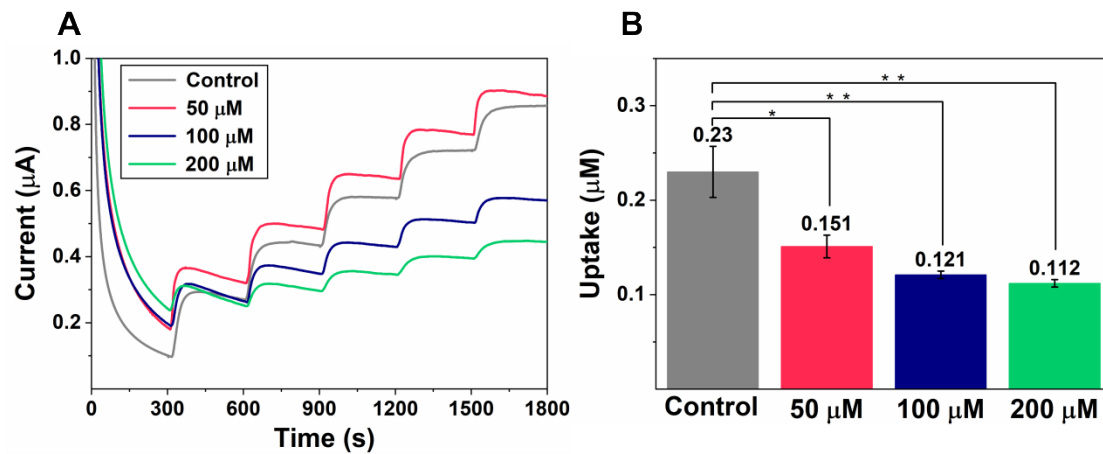 A
Current (μA)
1.0
0.8
0.6
0.4
0.2
Control
50 μM
100 μM
200 μM
0 300 600 900 1200 1500 1800
Time (s)
B
Uptake (μM)
0.3
0.2
0.1
* *
* *
*
0.23
0.151
0.121
0.112
Control 50 μM 100 μM 200 μM